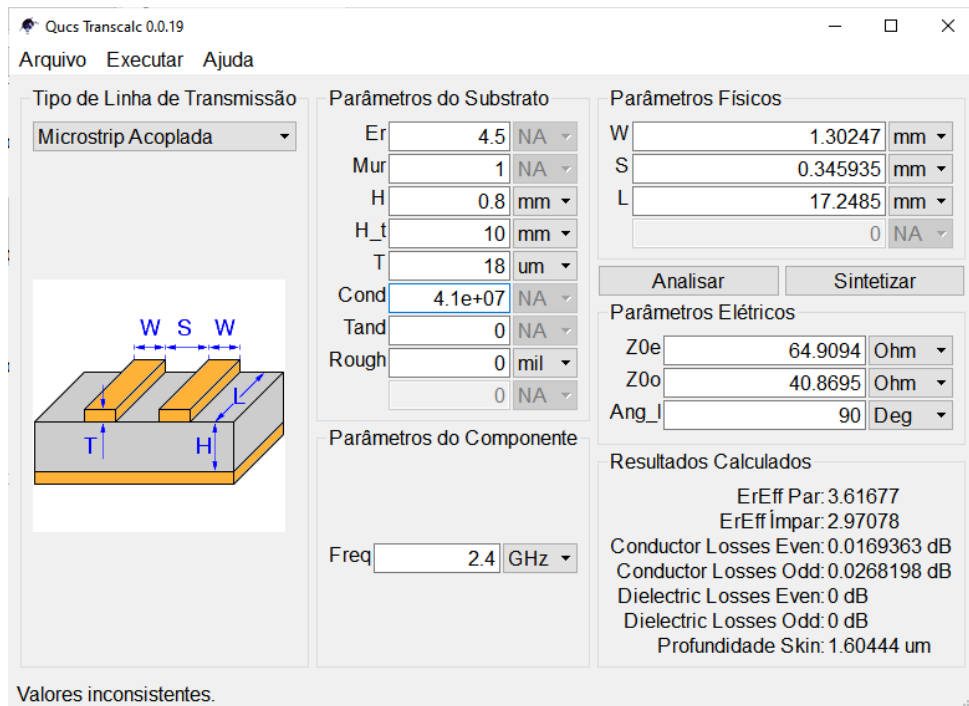 Qucs Transcalc 0.0.19
Arquivo Executar Ajuda
Tipo de Linha de Transmissão
Microstrip Acoplada
W S W
L
T H
Parâmetros do Substrato
Er 4.5 NA
Mur 1 NA
H 0.8 mm
H_t 10 mm
T 18 um
Cond 4.1e+07 NA
Tand 0 NA
Rough 0 mil
0 NA
Parâmetros do Componente
Freq 2.4 GHz
Parâmetros Físicos
W 1.30247 mm
S 0.345935 mm
L 17.2485 mm
0 NA
Analisar Sintetizar
Parâmetros Elétricos
Z0e 64.9094 Ohm
Z0o 40.8695 Ohm
Ang_l 90 Deg
Resultados Calculados
ErEff Par: 3.61677
ErEff Ímpar: 2.97078
Conductor Losses Even: 0.0169363 dB
Conductor Losses Odd: 0.0268198 dB
Dielectric Losses Even: 0 dB
Dielectric Losses Odd: 0 dB
Profundidade Skin: 1.60444 um
Valores inconsistentes.